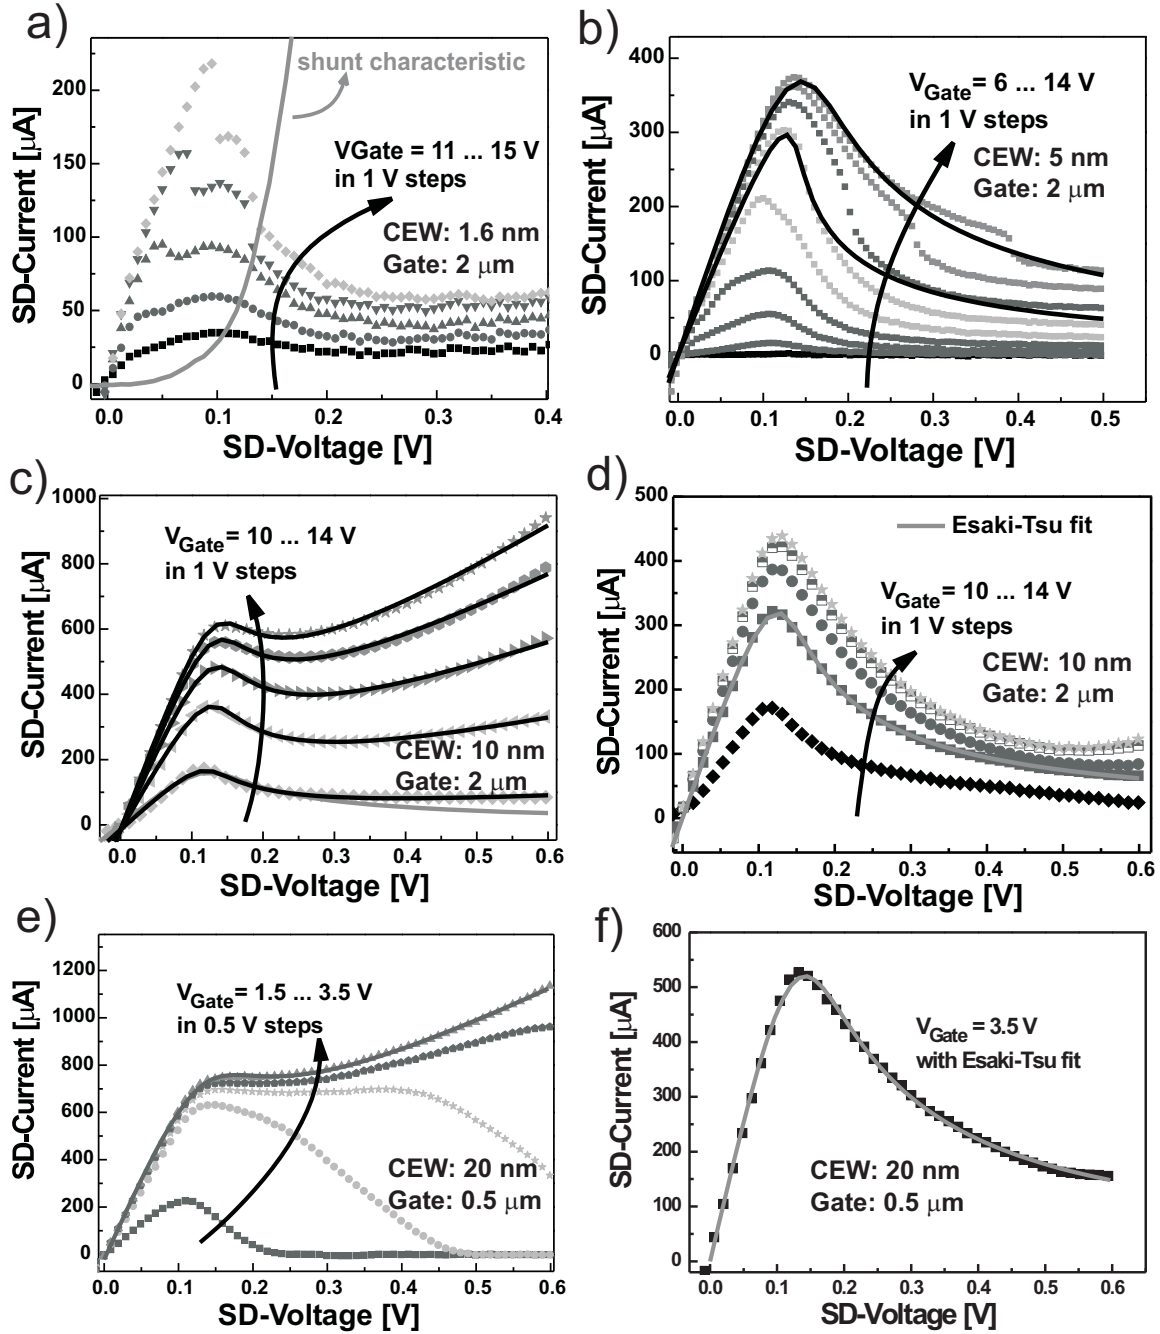 a)
shunt characteristic
VGate = 11 ... 15 V
in 1 V steps
CEW: 1.6 nm
Gate: 2 μm
200
150
100
50
0
0.0 0.1 0.2 0.3 0.4
SD-Current [μA]
SD-Voltage [V]
b)
V_Gate = 6 ... 14 V
in 1 V steps
CEW: 5 nm
Gate: 2 μm
400
300
200
100
0
0.0 0.1 0.2 0.3 0.4 0.5
SD-Current [μA]
SD-Voltage [V]
c)
V_Gate = 10 ... 14 V
in 1 V steps
CEW: 10 nm
Gate: 2 μm
1000
800
600
400
200
0
0.0 0.1 0.2 0.3 0.4 0.5 0.6
SD-Current [μA]
SD-Voltage [V]
d)
Esaki-Tsu fit
V_Gate = 10 ... 14 V
in 1 V steps
CEW: 10 nm
Gate: 2 μm
500
400
300
200
100
0
0.0 0.1 0.2 0.3 0.4 0.5 0.6
SD-Current [μA]
SD-Voltage [V]
e)
V_Gate = 1.5 ... 3.5 V
in 0.5 V steps
CEW: 20 nm
Gate: 0.5 μm
1200
1000
800
600
400
200
0
0.0 0.1 0.2 0.3 0.4 0.5 0.6
SD-Current [μA]
SD-Voltage [V]
f)
V_Gate = 3.5 V
with Esaki-Tsu fit
CEW: 20 nm
Gate: 0.5 μm
600
500
400
300
200
100
0
0.0 0.1 0.2 0.3 0.4 0.5 0.6
SD-Current [μA]
SD-Voltage [V]